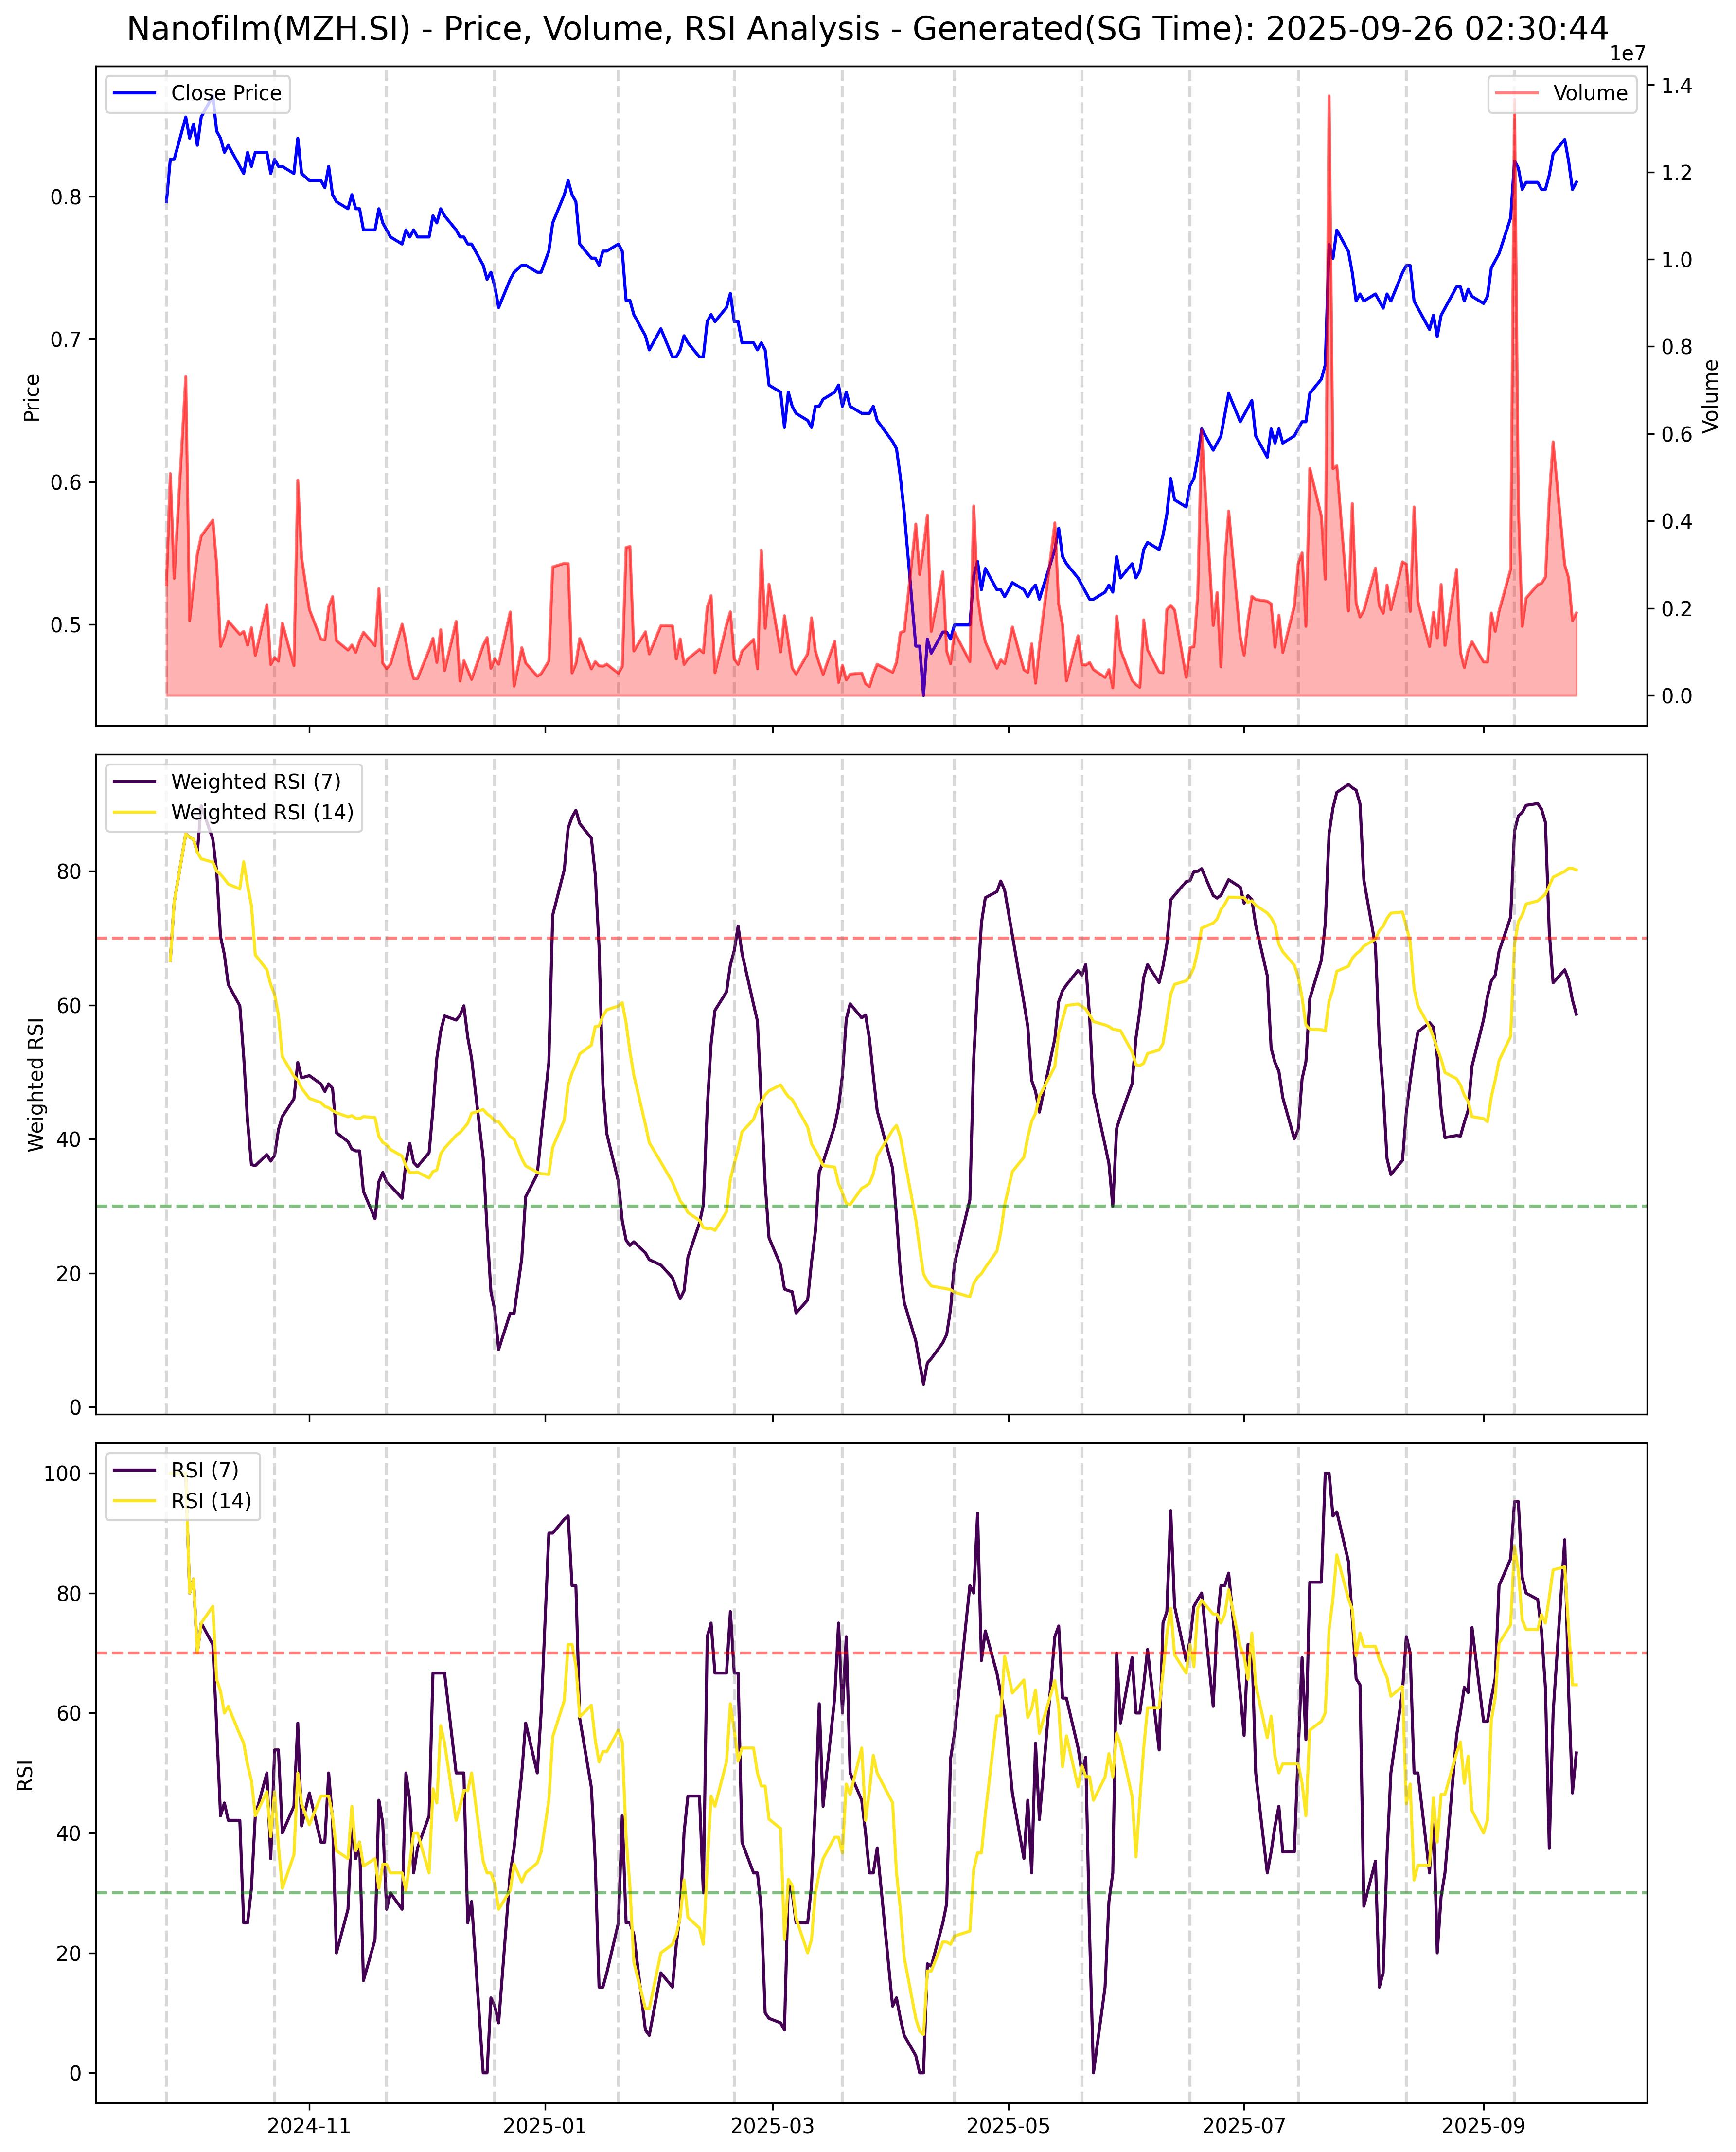 Nanofilm(MZH.SI) - Price, Volume, RSI Analysis - Generated(SG Time): 2025-09-26 02:30:44
1e7
Close Price
Volume
1.4
1.2
1.0
0.8
0.6
0.4
0.2
0.0
0.8
0.7
0.6
0.5
Price
Volume
Weighted RSI (7)
Weighted RSI (14)
80
60
40
20
0
Weighted RSI
RSI (7)
RSI (14)
100
80
60
40
20
0
RSI
2024-11
2025-01
2025-03
2025-05
2025-07
2025-09